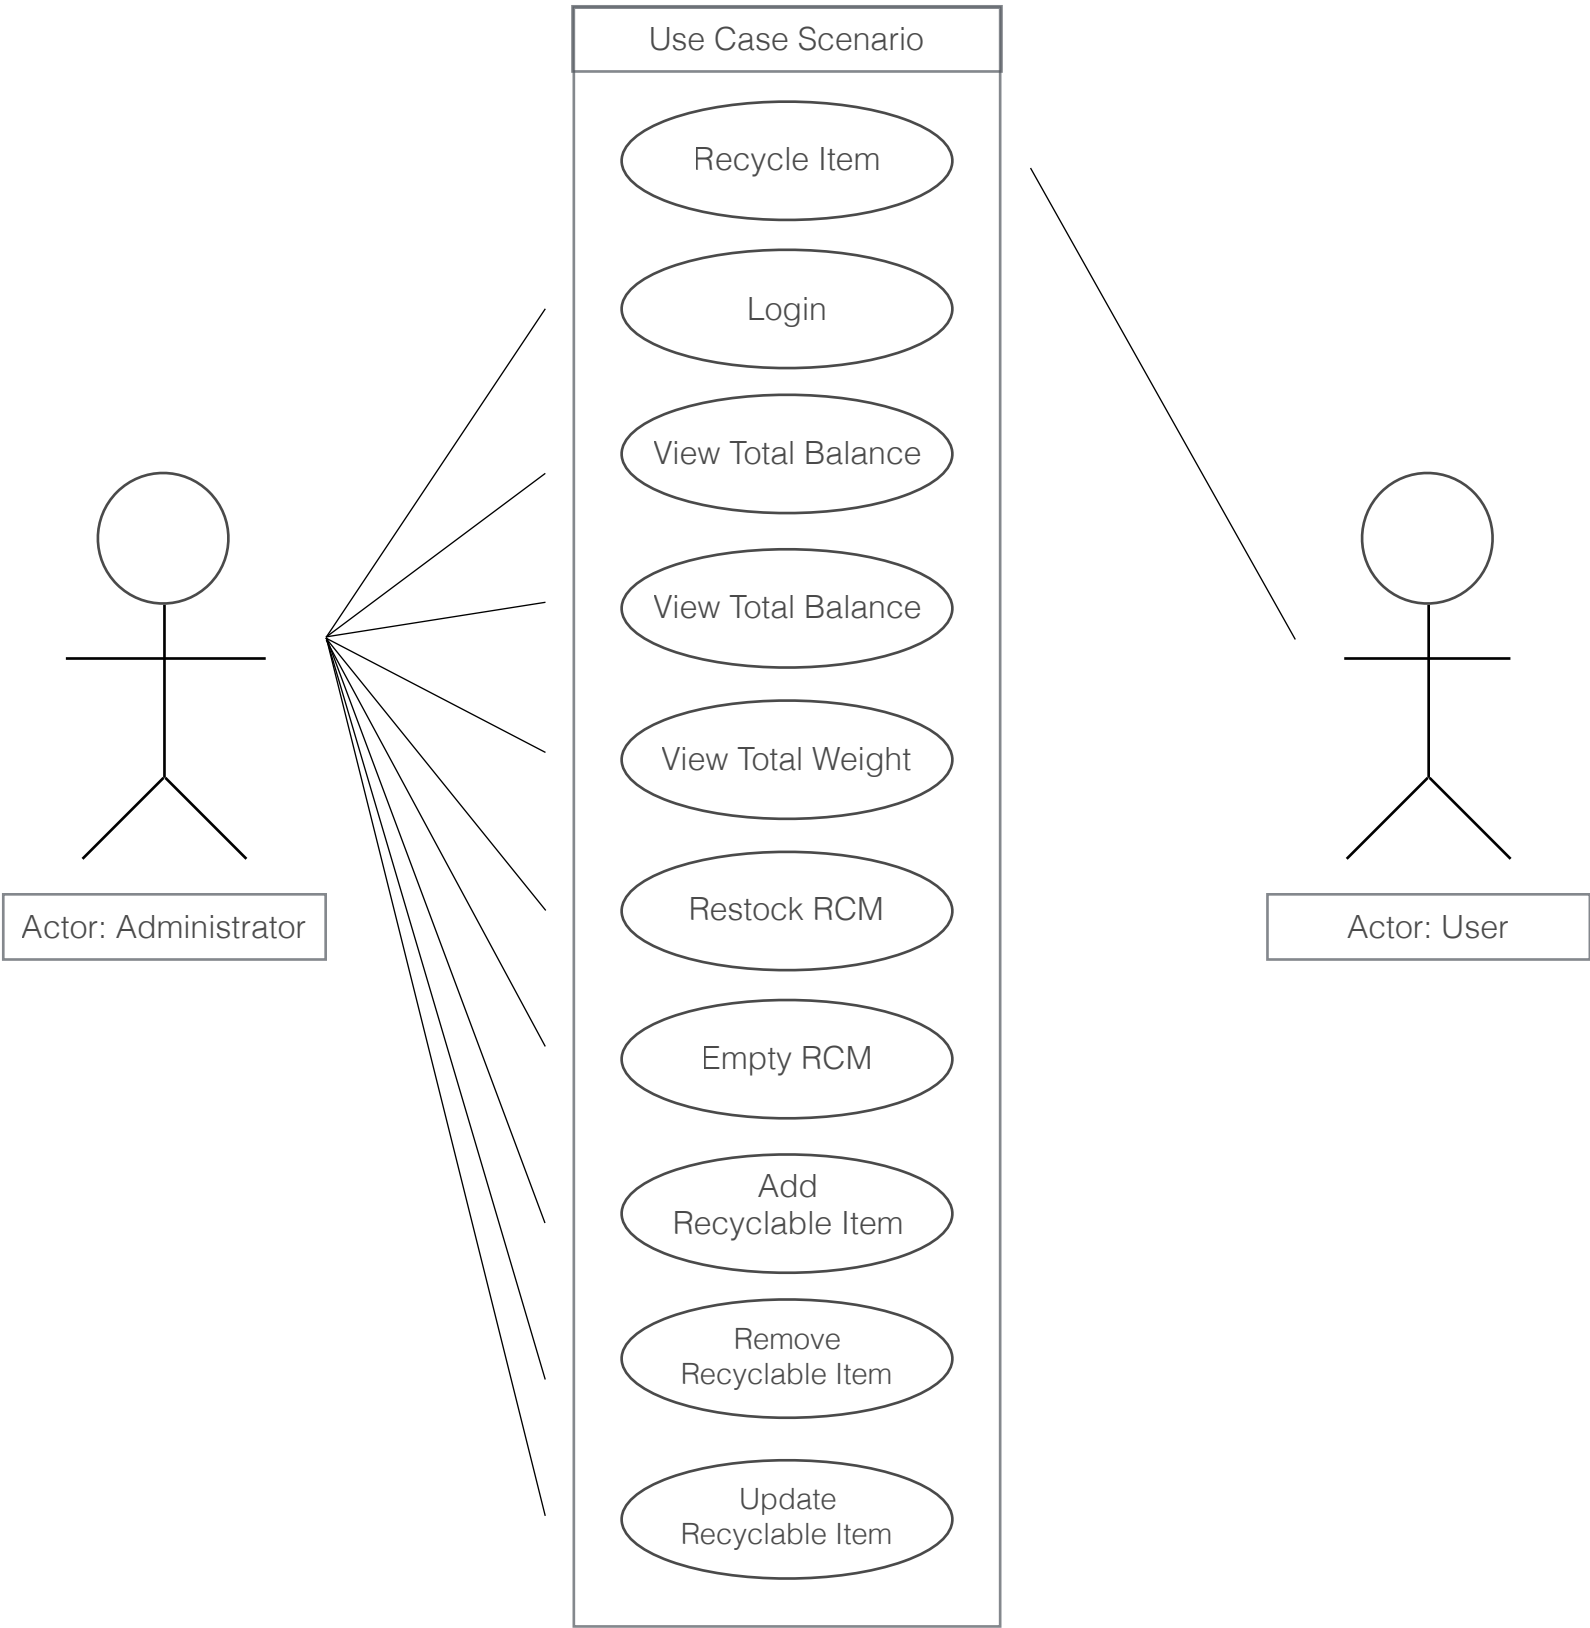 Use Case Scenario
Recycle Item
Login
View Total Balance
View Total Balance
View Total Weight
Restock RCM
Actor: Administrator
Actor: User
Empty RCM
Add
Recyclable Item
Remove
Recyclable Item
Update
Recyclable Item